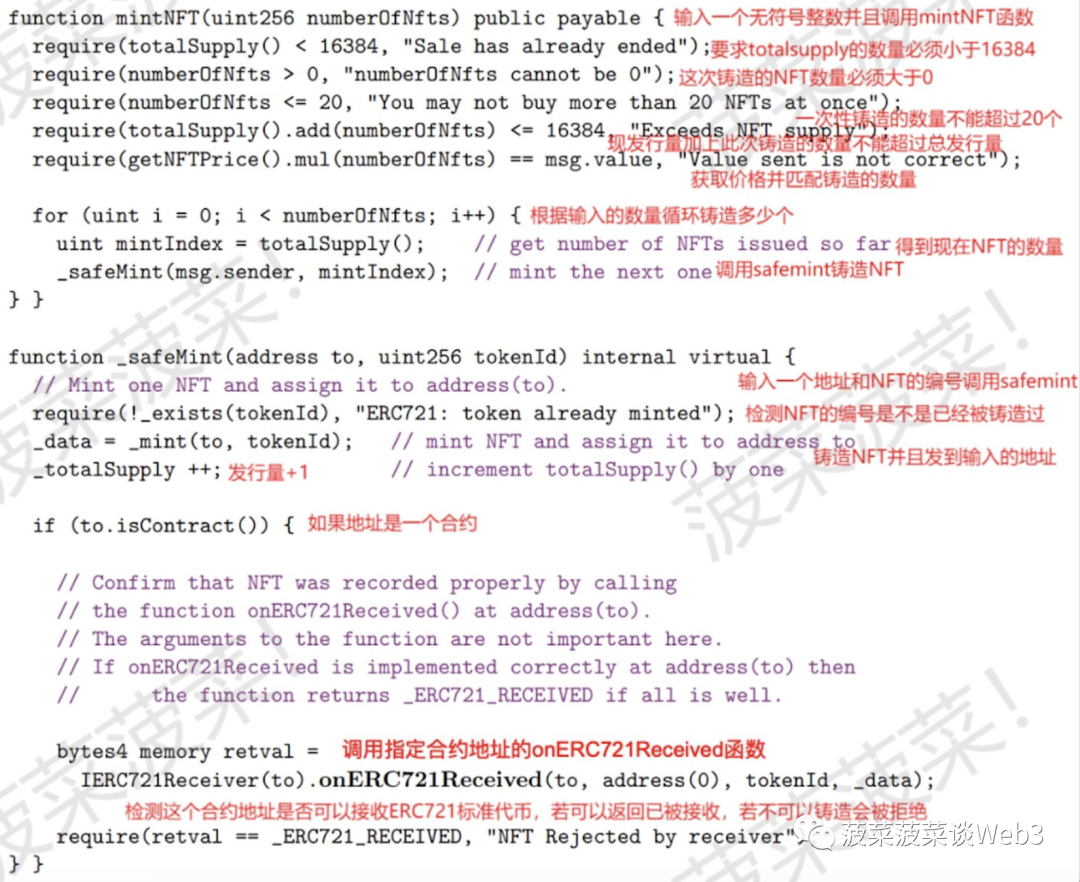 function mintNFT(uint256 numberOfNfts) public payable { 输入一个无符号整数并且调用mintNFT函数
require(totalSupply() < 16384, "Sale has already ended"); 要求totalsupply的数量必须小于16384
require(numberOfNfts > 0, "numberOfNfts cannot be 0"); 这次铸造的NFT数量必须大于0
require(numberOfNfts <= 20, "You may not buy more than 20 NFTs at once");
一次性铸造的数量不能超过20个
require(totalSupply().add(numberOfNfts) <= 16384, "Exceeds NFT supply");
现发行量加上此次铸造的数量不能超过总发行量
require(getNFTPrice().mul(numberOfNfts) == msg.value, "Value sent is not correct");
获取价格并匹配铸造的数量
for (uint i = 0; i < numberOfNfts; i++) { 根据输入的数量循环铸造多少个
uint mintIndex = totalSupply(); // get number of NFTs issued so far 得到现在NFT的数量
_safeMint(msg.sender, mintIndex); // mint the next one 调用safemint铸造NFT
} }
function _safeMint(address to, uint256 tokenId) internal virtual {
// Mint one NFT and assign it to address(to). 输入一个地址和NFT的编号调用safemint
require(!_exists(tokenId), "ERC721: token already minted"); 检测NFT的编号是不是已经被铸造过
_data = _mint(to, tokenId); // mint NFT and assign it to address to
铸造NFT并且发到输入的地址
_totalSupply ++; 发行量+1 // increment totalSupply() by one
if (to.isContract()) { 如果地址是一个合约
// Confirm that NFT was recorded properly by calling
// the function onERC721Received() at address(to).
// The arguments to the function are not important here.
// If onERC721Received is implemented correctly at address(to) then
// the function returns _ERC721_RECEIVED if all is well.
bytes4 memory retval = 调用指定合约地址的onERC721Received函数
IERC721Receiver(to).onERC721Received(to, address(0), tokenId, _data);
检测这个合约地址是否可以接收ERC721标准代币，若可以返回已被接收，若不可以铸造会被拒绝
require(retval == _ERC721_RECEIVED, "NFT Rejected by receiver");
} }
菠菜菠菜谈Web3
菠菜菠菜！
菠菜菠菜！
菠菜菠菜！
菠菜菠菜！